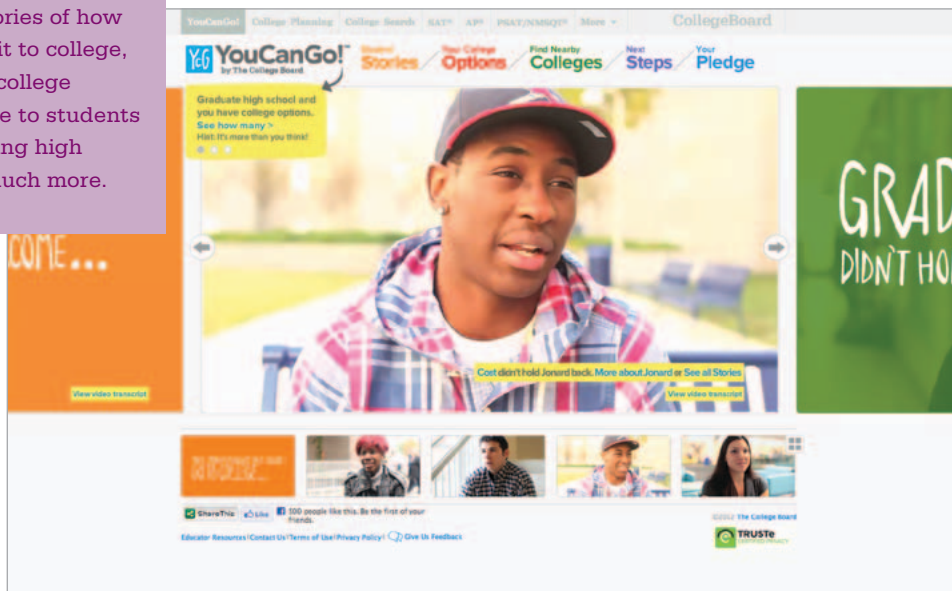 ories of how
it to college,
college
e to students
ng high
uch more.
YouCanGo! College Planning College Search SAT® AP® PSAT/NMSQT® More
CollegeBoard
YCG YouCanGo!™
by The College Board
Student Stories
Your College Options
Find Nearby Colleges
Next Steps
Your Pledge
Graduate high school and
you have college options.
See how many >
Hint: It's more than you think!
COME...
GRAD
DIDN'T HO
Cost didn't hold Jonard back. More about Jonard or See all Stories
View video transcript
View video transcript
ShareThis Like 500 people like this. Be the first of your
friends.
©2012 The College Board
Educator Resources | Contact Us | Terms of Use | Privacy Policy | Give Us Feedback
TRUSTe
CERTIFIED PRIVACY